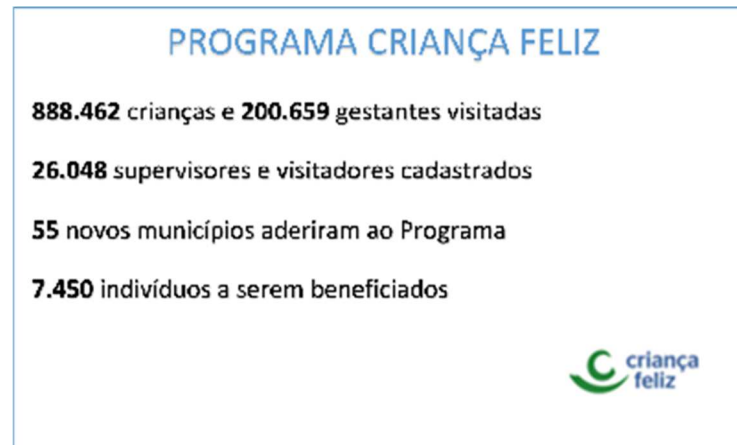 PROGRAMA CRIANÇA FELIZ
888.462 crianças e 200.659 gestantes visitadas
26.048 supervisores e visitadores cadastrados
55 novos municípios aderiram ao Programa
7.450 indivíduos a serem beneficiados
criança
feliz